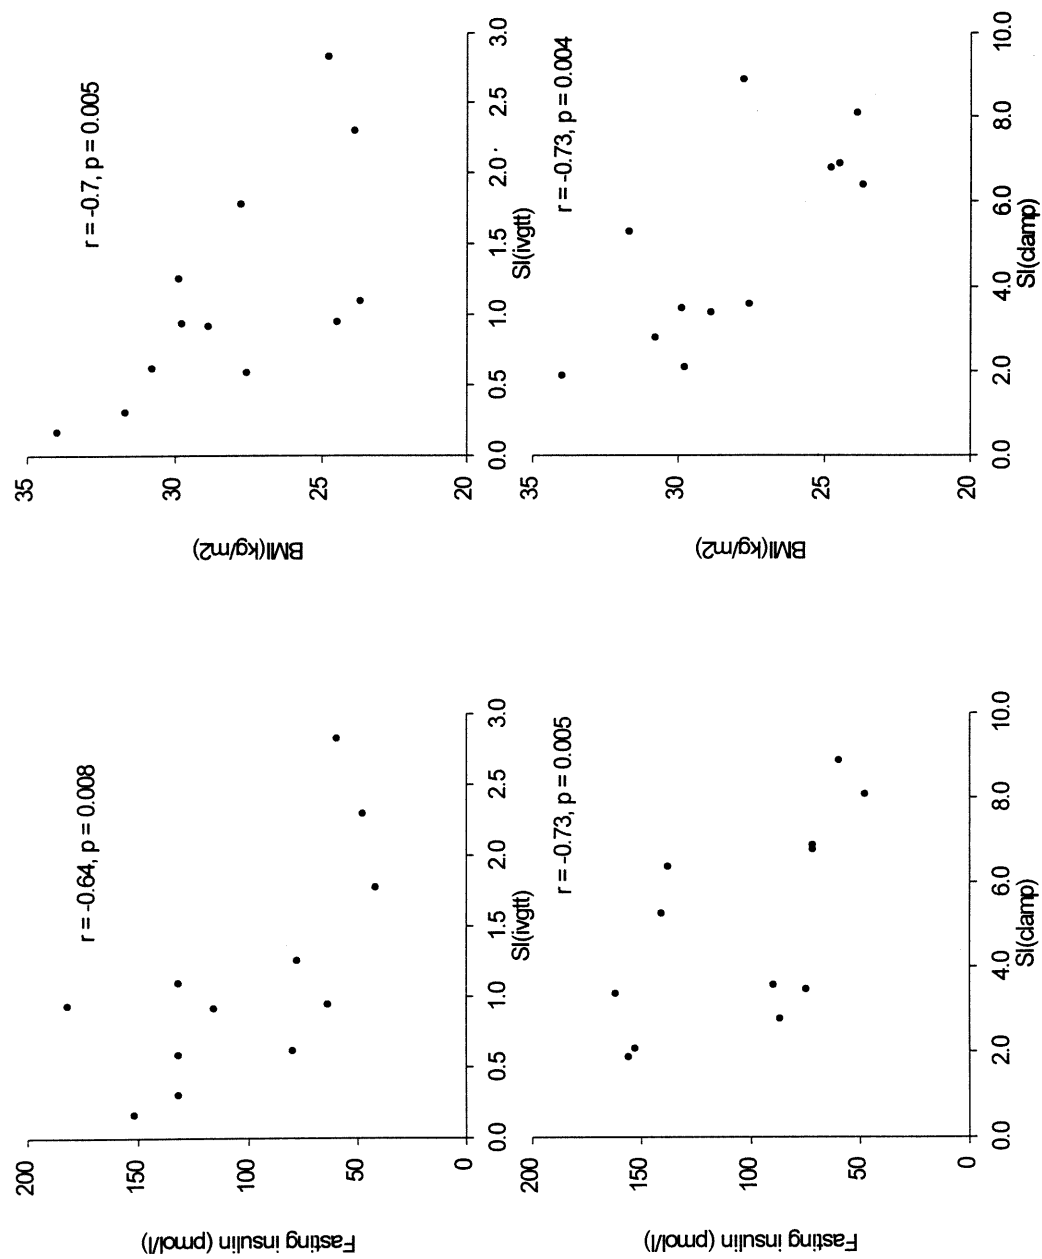 Fasting insulin (pmol/l)
200
150
100
50
0
r = -0.64, p = 0.008
0.0 0.5 1.0 1.5 2.0 2.5 3.0
SI(ivgtt)
BMI(kg/m2)
35
30
25
20
r = -0.7, p = 0.005
0.0 0.5 1.0 1.5 2.0 2.5 3.0
SI(ivgtt)
Fasting insulin (pmol/l)
200
150
100
50
0
r = -0.73, p = 0.005
0.0 2.0 4.0 6.0 8.0 10.0
SI(clamp)
BMI(kg/m2)
35
30
25
20
r = -0.73, p = 0.004
0.0 2.0 4.0 6.0 8.0 10.0
SI(clamp)